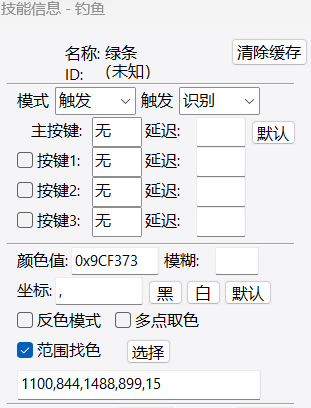 技能信息 - 钓鱼
名称: 绿条
清除缓存
ID: （未知）
模式 触发 触发 识别
主按键: 无 延迟: 默认
按键1: 无 延迟:
按键2: 无 延迟:
按键3: 无 延迟:
颜色值: 0x9CF373 模糊:
坐标: , 黑 白 默认
反色模式 多点取色
范围找色 选择
1100,844,1488,899,15